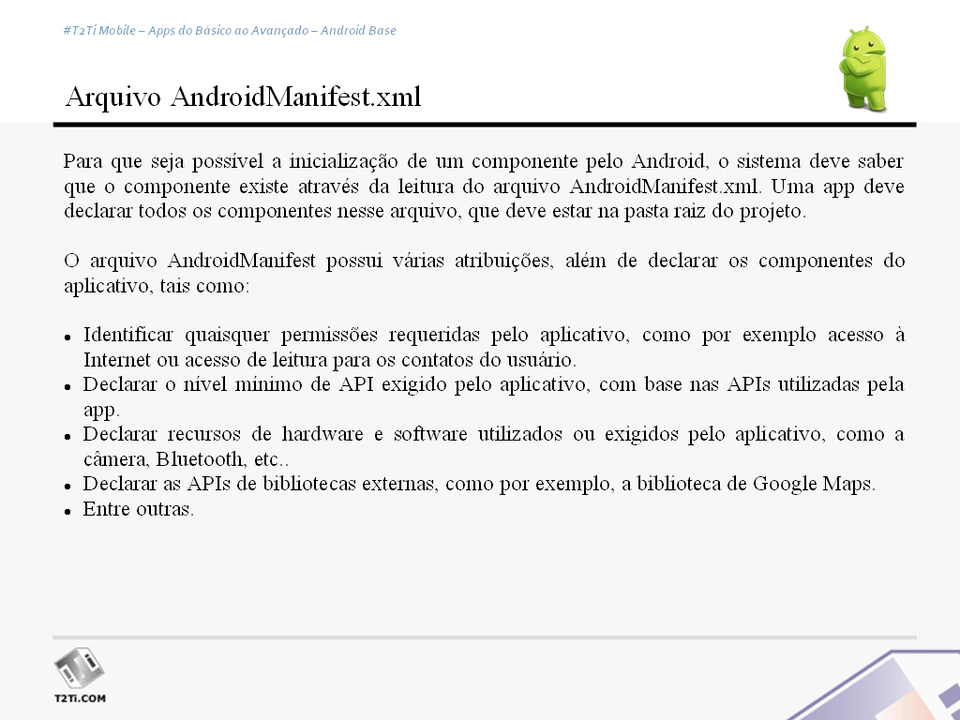 #T2Ti Mobile – Apps do Básico ao Avançado – Android Base
Arquivo AndroidManifest.xml
Para que seja possível a inicialização de um componente pelo Android, o sistema deve saber
que o componente existe através da leitura do arquivo AndroidManifest.xml. Uma app deve
declarar todos os componentes nesse arquivo, que deve estar na pasta raiz do projeto.
O arquivo AndroidManifest possui várias atribuições, além de declarar os componentes do
aplicativo, tais como:
• Identificar quaisquer permissões requeridas pelo aplicativo, como por exemplo acesso à
Internet ou acesso de leitura para os contatos do usuário.
• Declarar o nível mínimo de API exigido pelo aplicativo, com base nas APIs utilizadas pela
app.
• Declarar recursos de hardware e software utilizados ou exigidos pelo aplicativo, como a
câmera, Bluetooth, etc..
• Declarar as APIs de bibliotecas externas, como por exemplo, a biblioteca de Google Maps.
• Entre outras.
T2Ti.COM